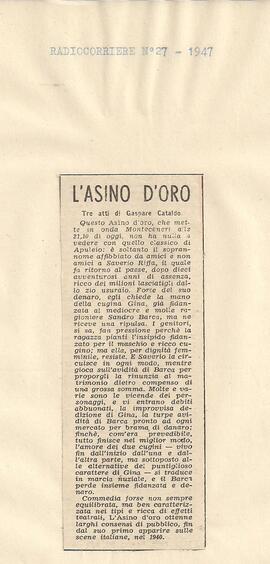 RADIOCORRIERE N°27 - 1947
L'ASINO D'ORO
Tre atti di Gaspare Cataldo
Questo Asino d'oro, che met-
te in onda Monteceneri alle
21,10 di oggi, non ha nulla a
vedere con quello classico di
Apuleio: è soltanto il sopran-
nome affibbiato da amici e non
amici a Saverio Riffa, il quale
fa ritorno al paese, dopo dieci
avventurosi anni di assenza,
ricco dei milioni lasciatigli dal-
lo zio usuraio. Forte del suo
denaro, egli chiede la mano
della cugina Gina, già fidan-
zata al mediocre e molle ra-
gioniere Sandro Barca, ma ne
riceve una ripulsa. I genitori,
si sa, fan pressione perchè la
ragazza pianti l'insipido fidan-
zato per il maschio e ricco cu-
gino; ma ella, per dignità fem-
minile, resiste. E Saverio la cir-
cuisce in ogni modo, mentre
gioca sull'avidità di Barca per
proporgli la rinunzia al ma-
trimonio dietro compenso di
una grossa somma. Molte e va-
rie sono le vicende dei per-
sonaggi, e vi entrano debiti
abbuonati, la improvvisa de-
dizione di Gina, la turpe avi-
dità di Barca pronto ad ogni
mercato per brama di danaro;
finchè, com'era prevedibile,
tutto finisce nel miglior modo,
l'amore dei due cugini — vivo
fin dall'inizio dall'una e dal-
l'altra parte, ma sottoposto al-
le alternative del puntiglioso
carattere di Gina — si traduce
in marcia nuziale, e il Barca
perde insieme fidanzata e de-
naro.
Commedia forse non sempre
equilibrata, ma ben caratteriz-
zata nei tipi e ricca di effetti
teatrali, L'Asino d'oro ottenne
larghi consensi di pubblico, fin
dal suo primo apparire sulle
scene italiane, nel 1940.